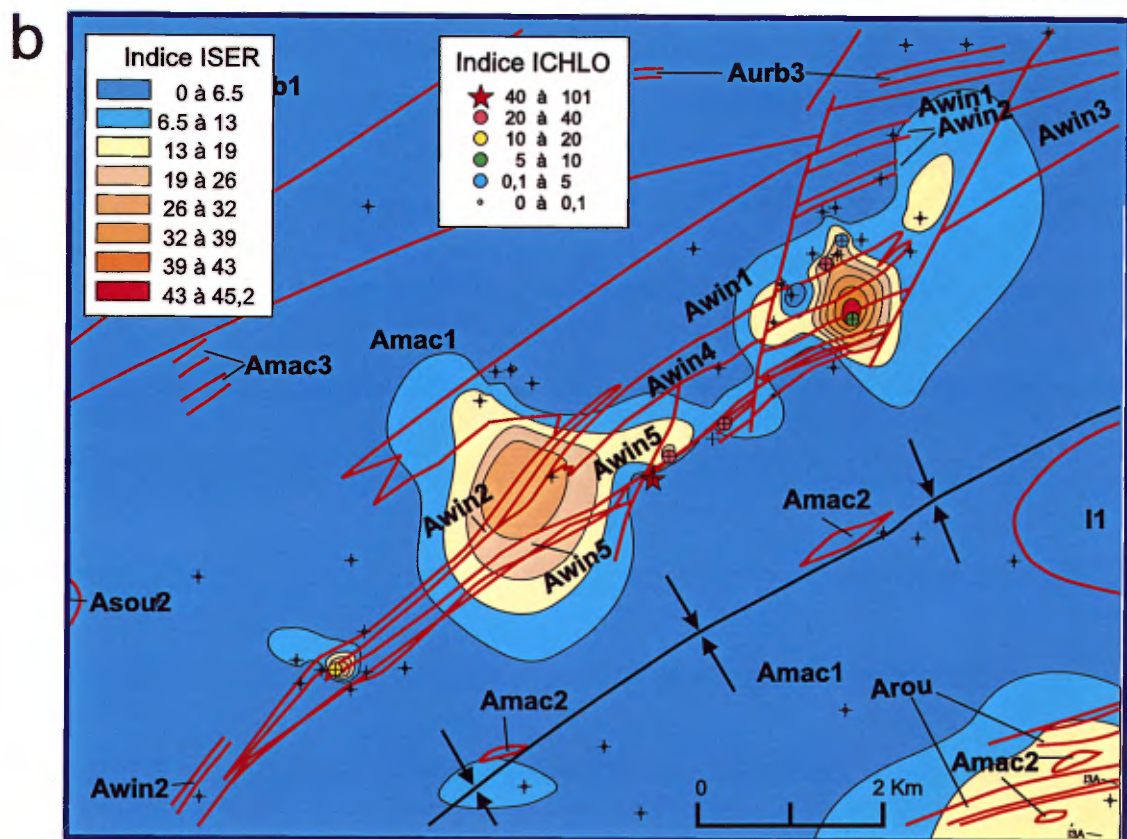 b
Indice ISER
0 à 6.5
6.5 à 13
13 à 19
19 à 26
26 à 32
32 à 39
39 à 43
43 à 45,2
b1
Indice ICHLO
40 à 101
20 à 40
10 à 20
5 à 10
0,1 à 5
0 à 0,1
Aurb3
Awin1
Awin2
Awin3
Awin1
Amac1
Amac3
Awin4
Awin5
Awin2
Awin5
Amac2
I1
Asou2
Amac1
Arou
Amac2
Amac2
I3A
Awin2
0 2 Km
I3A